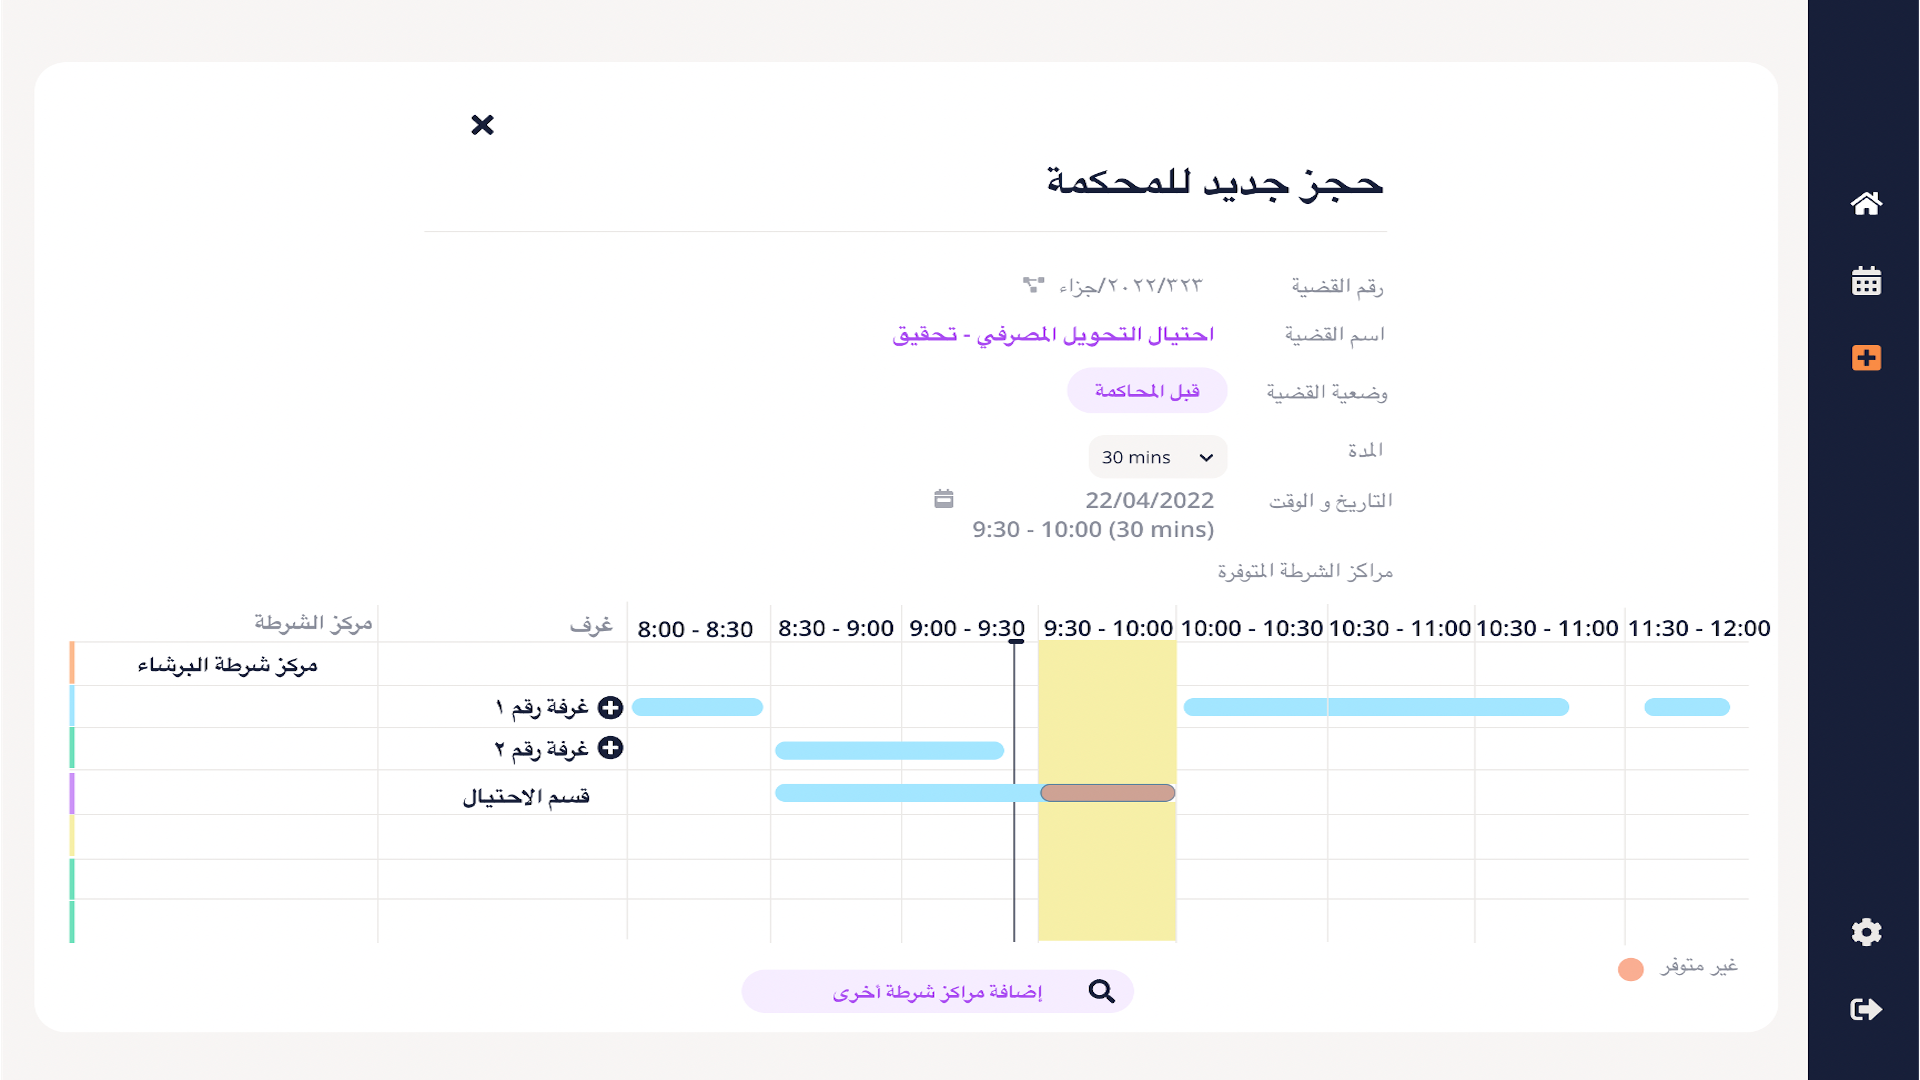 حجز جديد للمحكمة
رقم القضية ٢٠٢٢/٣٢٣/جزاء
اسم القضية احتيال التحويل المصرفي - تحقيق
وضعية القضية قبل المحاكمة
المدة 30 mins
التاريخ و الوقت 22/04/2022
9:30 - 10:00 (30 mins)
مراكز الشرطة المتوفرة
مركز الشرطة غرف 8:00 - 8:30 8:30 - 9:00 9:00 - 9:30 9:30 - 10:00 10:00 - 10:30 10:30 - 11:00 10:30 - 11:00 11:30 - 12:00
مركز شرطة البرشاء
غرفة رقم ١
غرفة رقم ٢
قسم الاحتيال
غير متوفر
إضافة مراكز شرطة أخرى